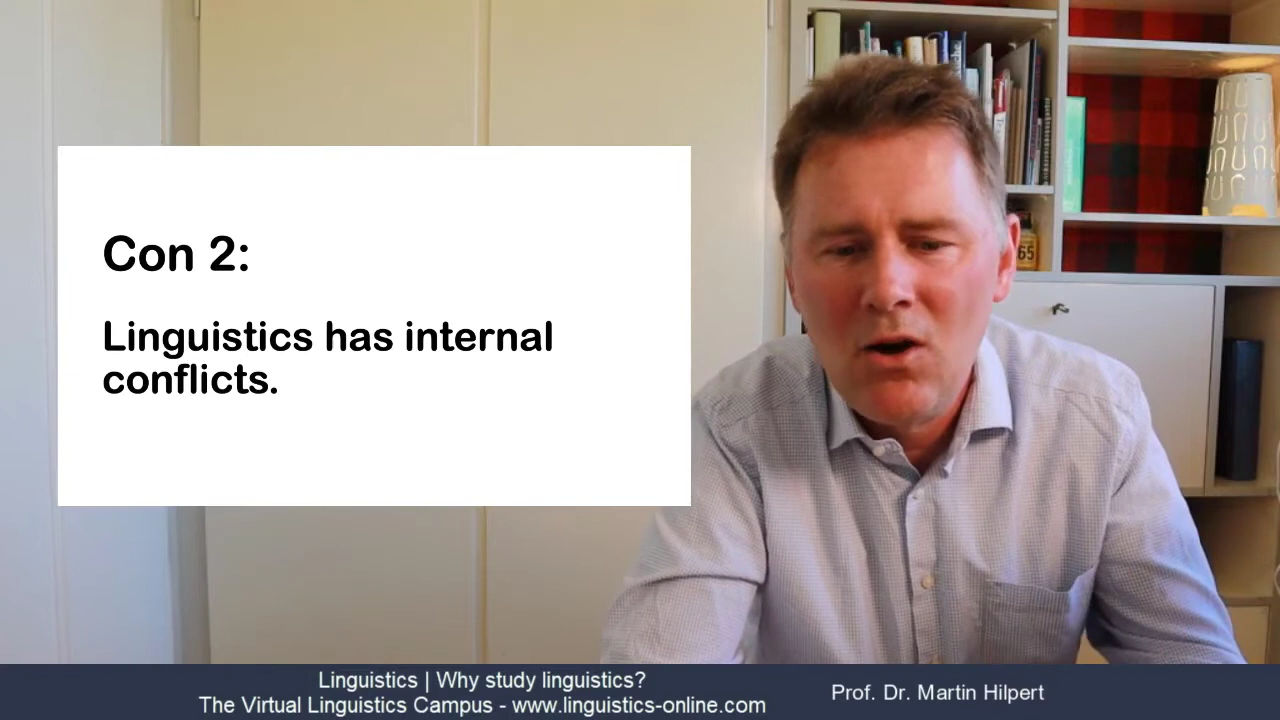 Con 2:
Linguistics has internal
conflicts.
65
Linguistics | Why study linguistics?
The Virtual Linguistics Campus - www.linguistics-online.com
Prof. Dr. Martin Hilpert